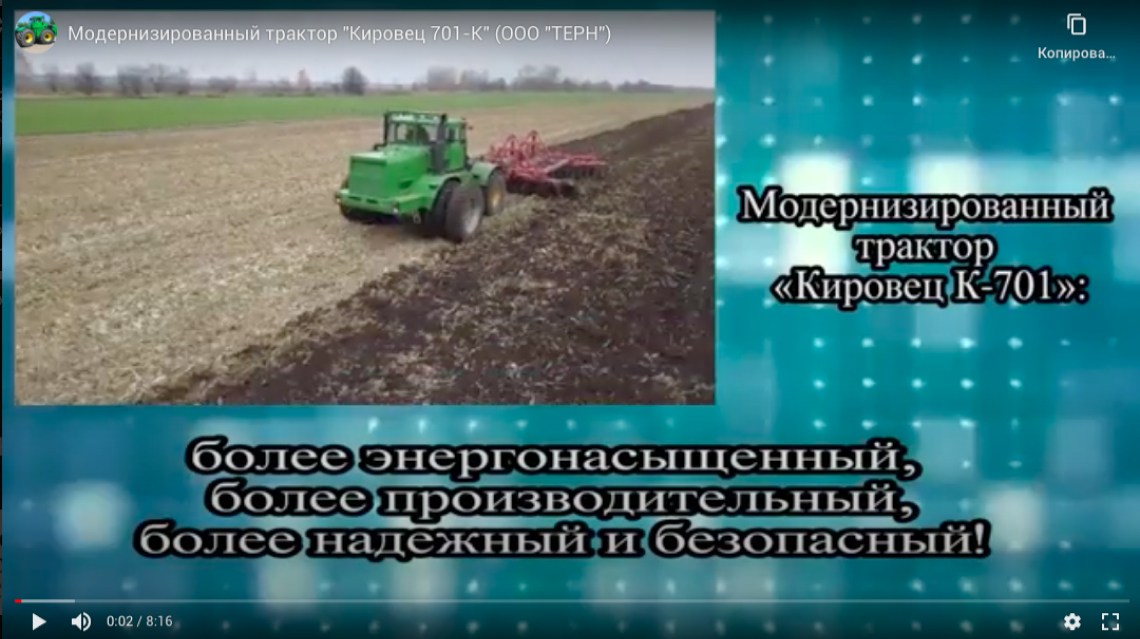 Модернизированный трактор "Кировец 701-К" (ООО "ТЕРН")
Копирова...
Модернизированный
трактор
«Кировец К-701»:
более энергонасыщенный,
более производительный,
более надежный и безопасный!
0:02 / 8:16